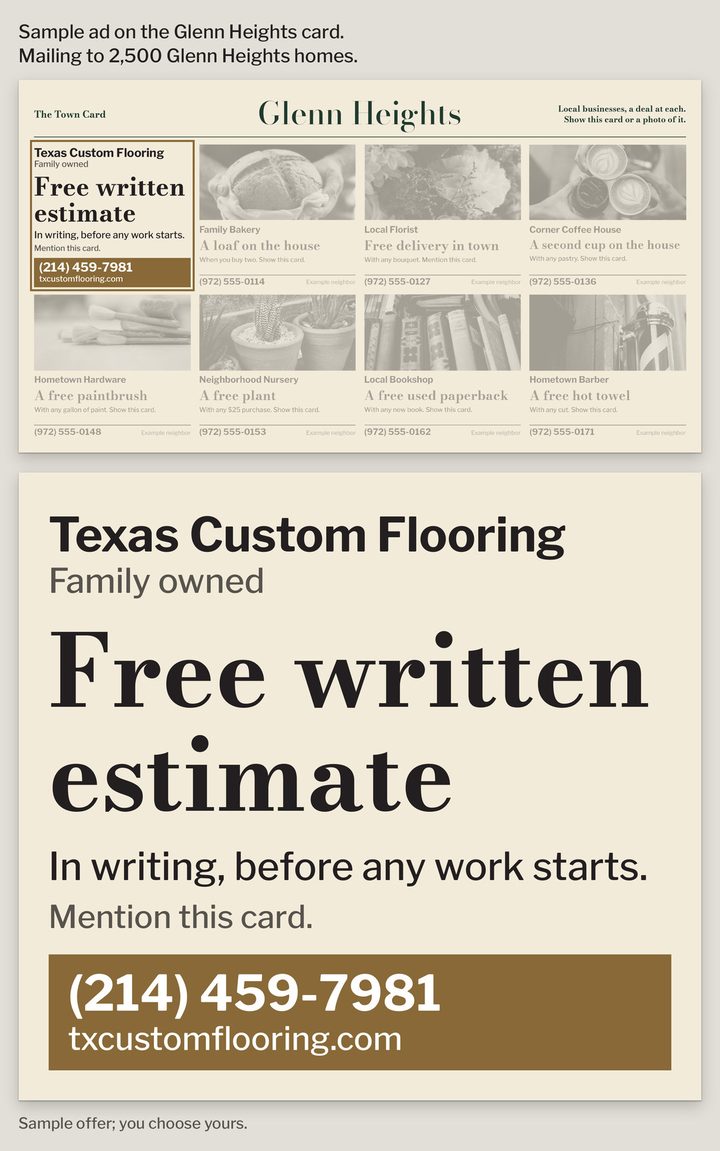 Sample ad on the Glenn Heights card.
Mailing to 2,500 Glenn Heights homes.
The Town Card
Glenn Heights
Local businesses, a deal at each.
Show this card or a photo of it.
Texas Custom Flooring
Family owned
Free written
estimate
In writing, before any work starts.
Mention this card.
(214) 459-7981
txcustomflooring.com
Family Bakery
A loaf on the house
When you buy two. Show this card.
(972) 555-0114 Example neighbor
Local Florist
Free delivery in town
With any bouquet. Mention this card.
(972) 555-0127 Example neighbor
Corner Coffee House
A second cup on the house
With any pastry. Show this card.
(972) 555-0136 Example neighbor
Hometown Hardware
A free paintbrush
With any gallon of paint. Show this card.
(972) 555-0148 Example neighbor
Neighborhood Nursery
A free plant
With any $25 purchase. Show this card.
(972) 555-0153 Example neighbor
Local Bookshop
A free used paperback
With any new book. Show this card.
(972) 555-0162 Example neighbor
Hometown Barber
A free hot towel
With any cut. Show this card.
(972) 555-0171 Example neighbor
Texas Custom Flooring
Family owned
Free written
estimate
In writing, before any work starts.
Mention this card.
(214) 459-7981
txcustomflooring.com
Sample offer; you choose yours.